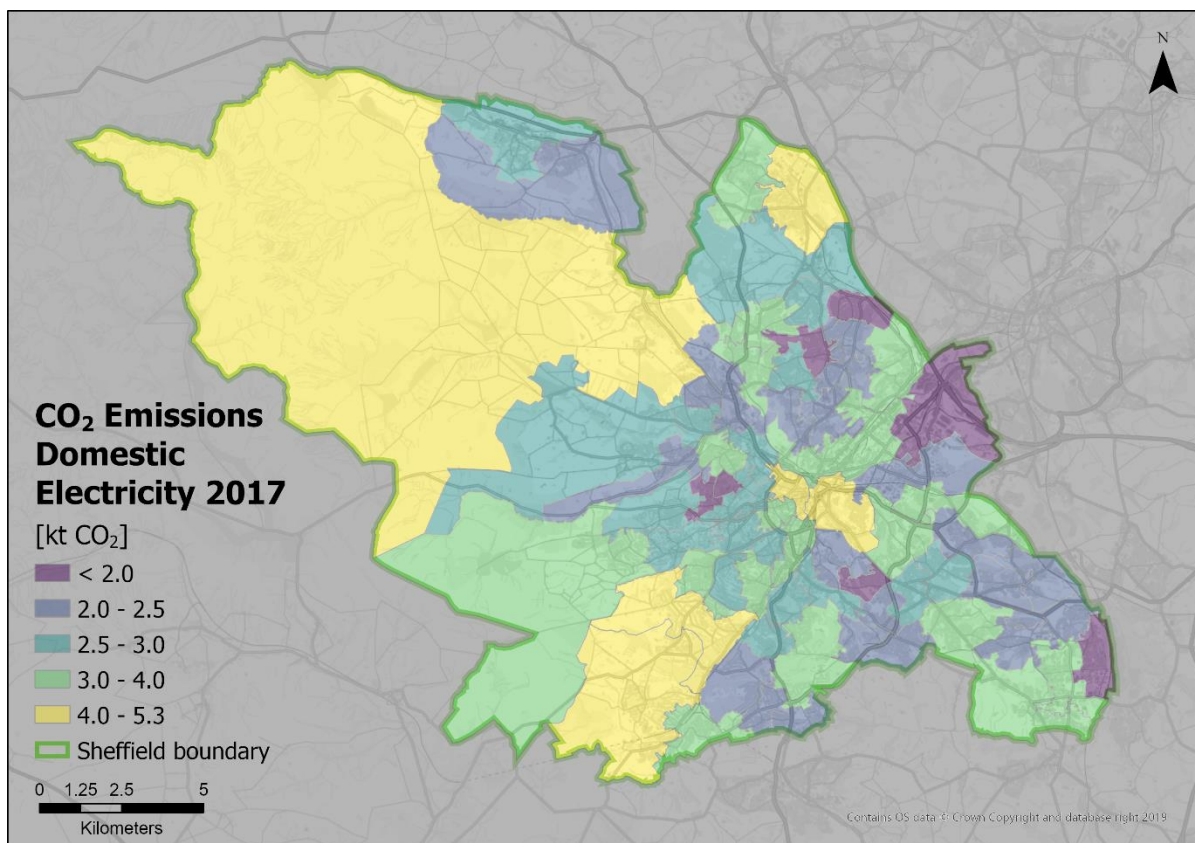 N
CO₂ Emissions
Domestic
Electricity 2017
[kt CO₂]
< 2.0
2.0 - 2.5
2.5 - 3.0
3.0 - 4.0
4.0 - 5.3
Sheffield boundary
0 1.25 2.5 5
Kilometers
Contains OS data © Crown Copyright and database right 2019